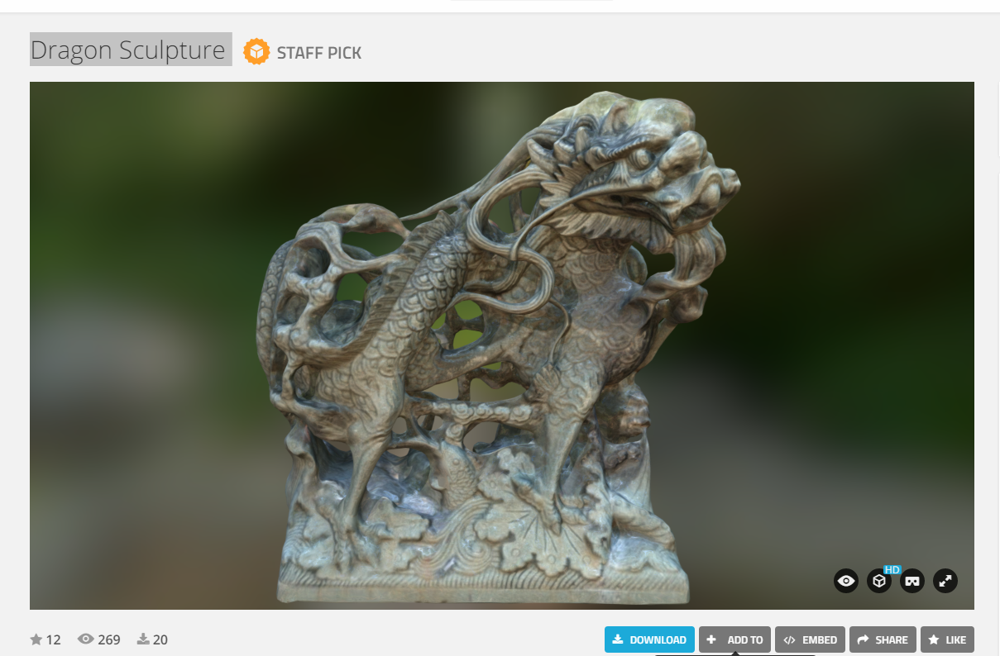 Dragon Sculpture STAFF PICK
HD
12 269 20 DOWNLOAD ADD TO EMBED SHARE LIKE